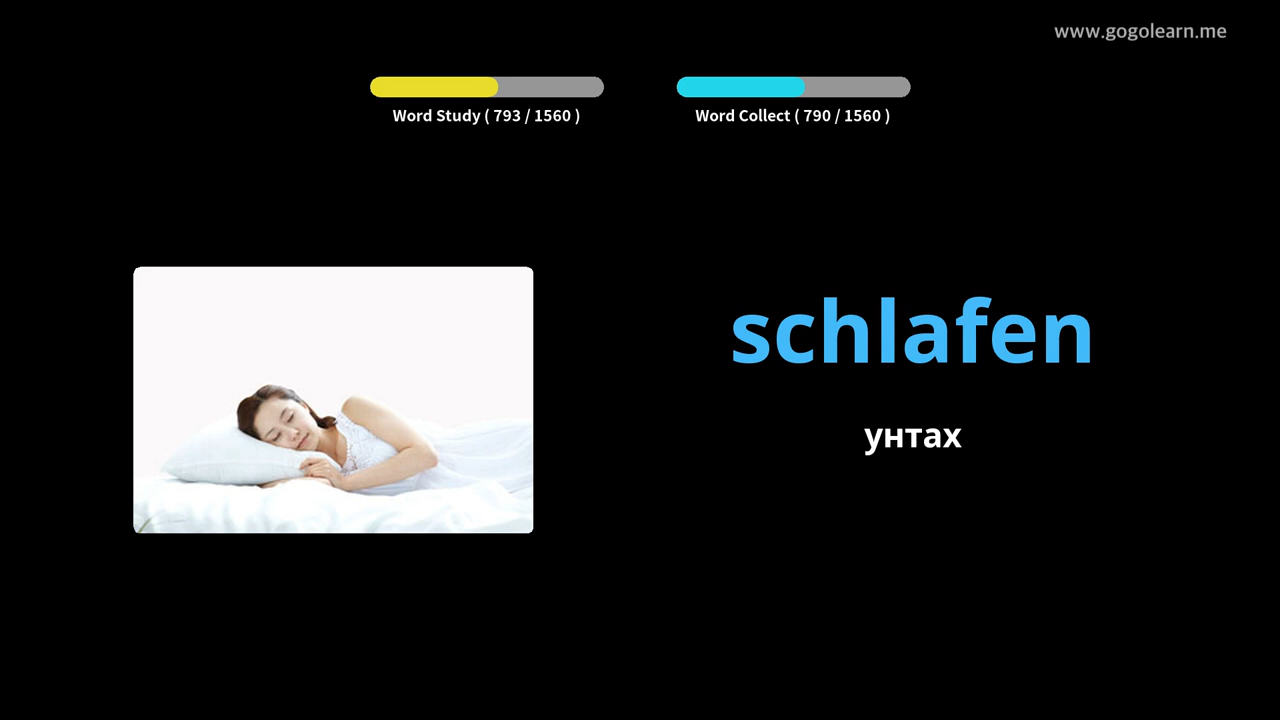 www.gogolearn.me
Word Study ( 793 / 1560 )
Word Collect ( 790 / 1560 )
schlafen
унтах